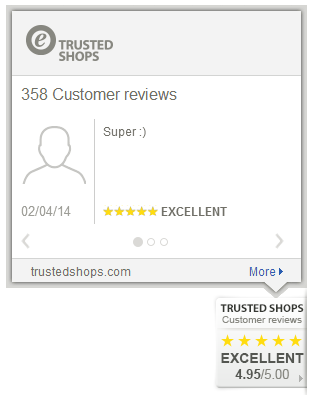 e TRUSTED
SHOPS
358 Customer reviews
Super :)
02/04/14
EXCELLENT
trustedshops.com
More
TRUSTED SHOPS
Customer reviews
EXCELLENT
4.95/5.00